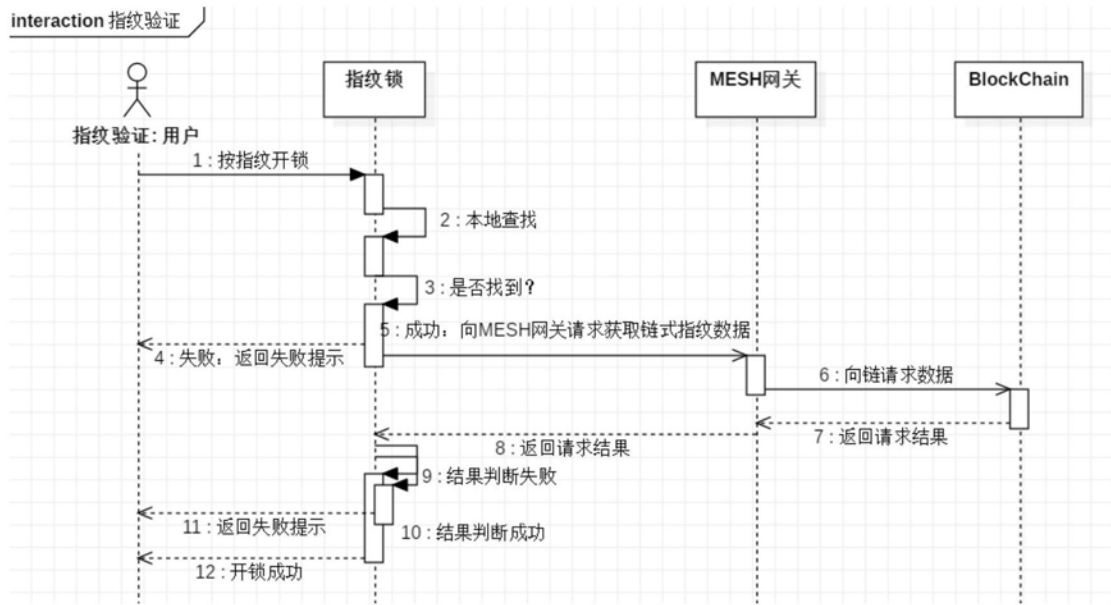 interaction 指纹验证
指纹锁
MESH网关
BlockChain
指纹验证: 用户
1 : 按指纹开锁
2 : 本地查找
3 : 是否找到?
5 : 成功：向MESH网关请求获取链式指纹数据
4 : 失败：返回失败提示
6 : 向链请求数据
7 : 返回请求结果
8 : 返回请求结果
9 : 结果判断失败
11 : 返回失败提示
10 : 结果判断成功
12 : 开锁成功